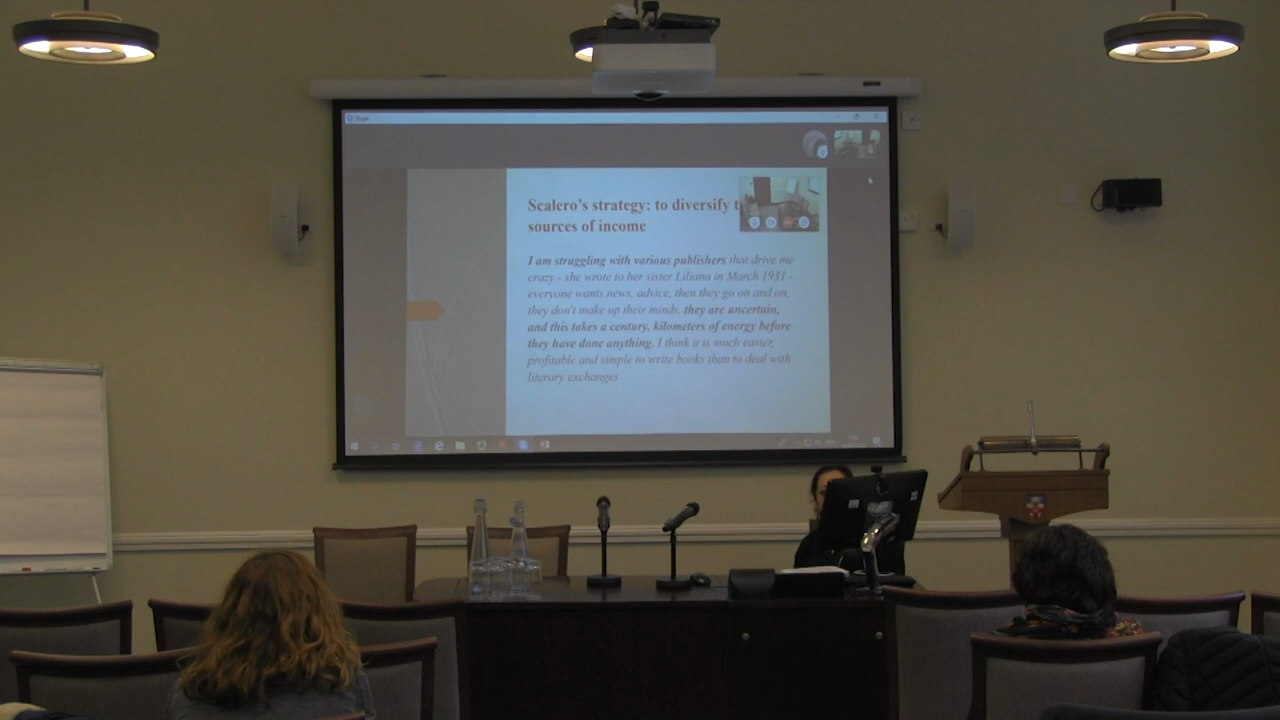 Skype
Scalero's strategy: to diversify
sources of income
I am struggling with various publishers that drive me
crazy - she wrote to her sister Liliana in March 1931 -
everyone wants news, advice, then they go on and on,
they don't make up their minds, they are uncertain,
and this takes a century, kilometers of energy before
they have done anything. I think it is much easier,
profitable and simple to write books than to deal with
literary exchanges